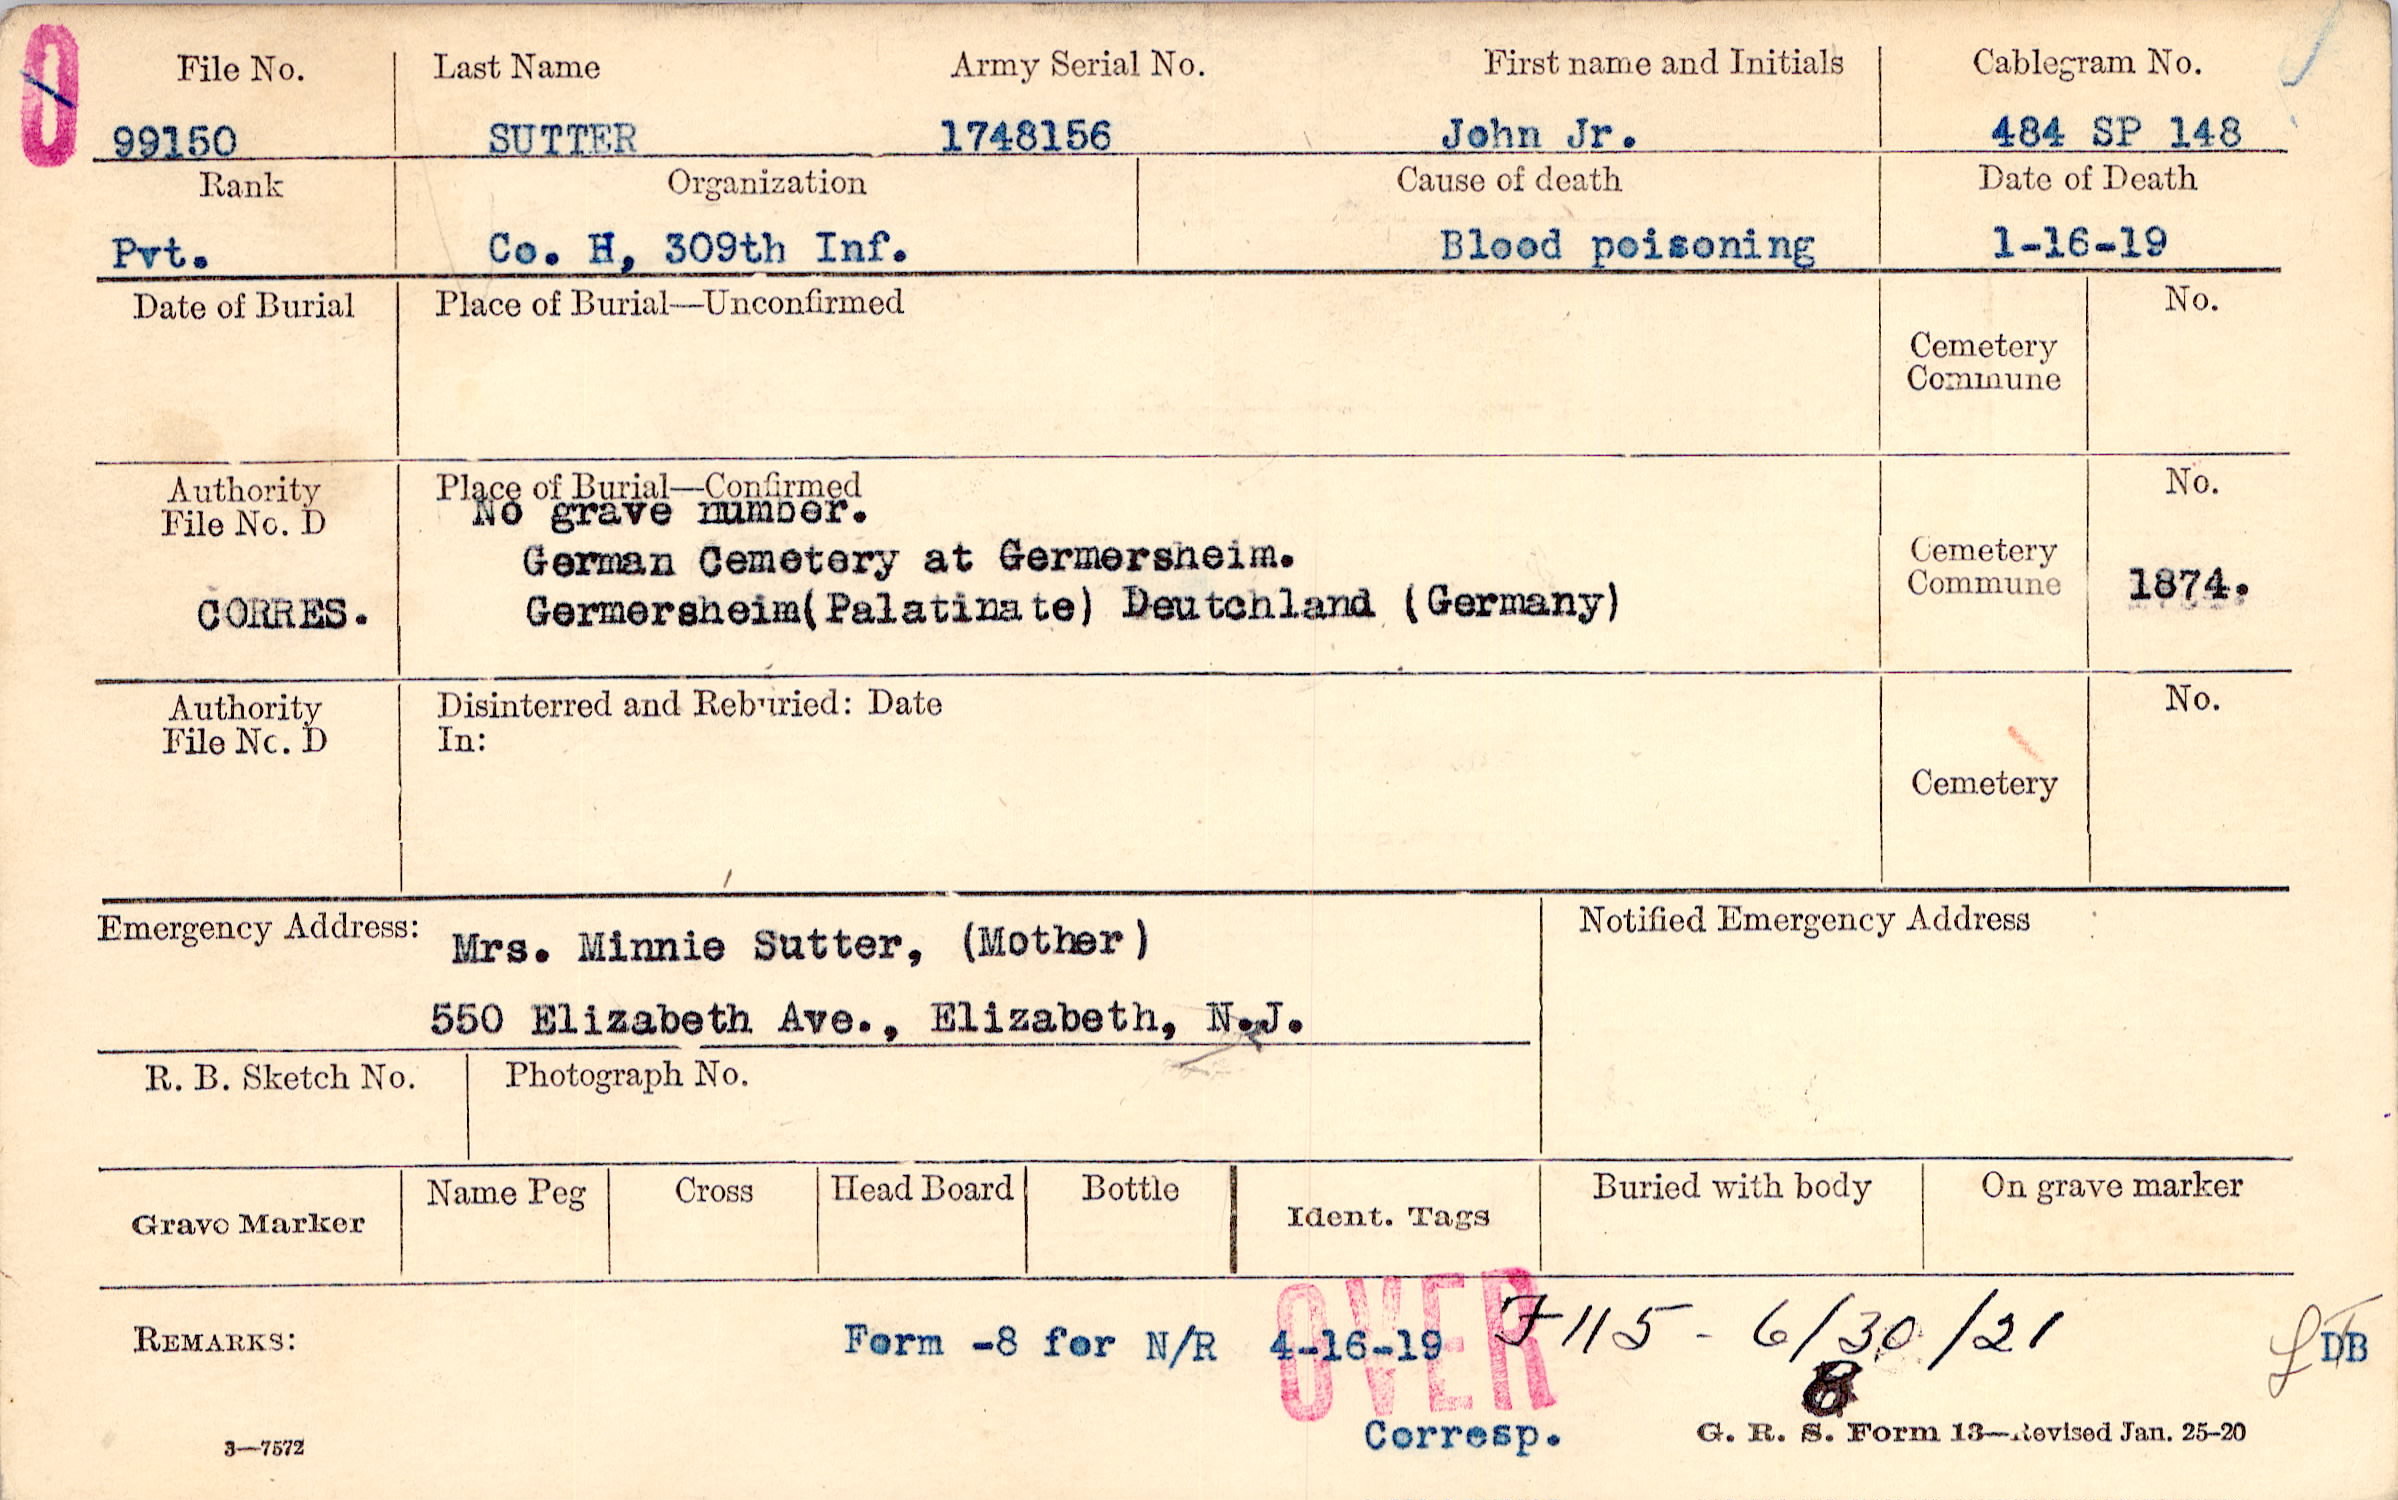 File No. Last Name Army Serial No. First name and Initials Cablegram No.
99150 SUTTER 1748156 John Jr. 484 SP 148
Rank Organization Cause of death Date of Death
Pvt. Co. H, 309th Inf. Blood poisoning 1-16-19
Date of Burial Place of Burial—Unconfirmed No.
Cemetery
Commune
Authority Place of Burial—Confirmed No.
File No. D No grave number.
German Cemetery at Germersheim. Cemetery
CORRES. Germersheim(Palatinate) Deutchland (Germany) Commune 1874.
Authority Disinterred and Reburied: Date No.
File No. D In:
Cemetery
Emergency Address: Mrs. Minnie Sutter, (Mother) Notified Emergency Address
550 Elizabeth Ave., Elizabeth, N.J.
R. B. Sketch No. Photograph No.
Grave Marker Name Peg Cross Head Board Bottle Ident. Tags Buried with body On grave marker
OVER
REMARKS: Form -8 for N/R 4-16-19 F115 - 6/30/21 DB
8
Corresp.
3—7572 G. R. S. Form 13—Revised Jan. 25-20